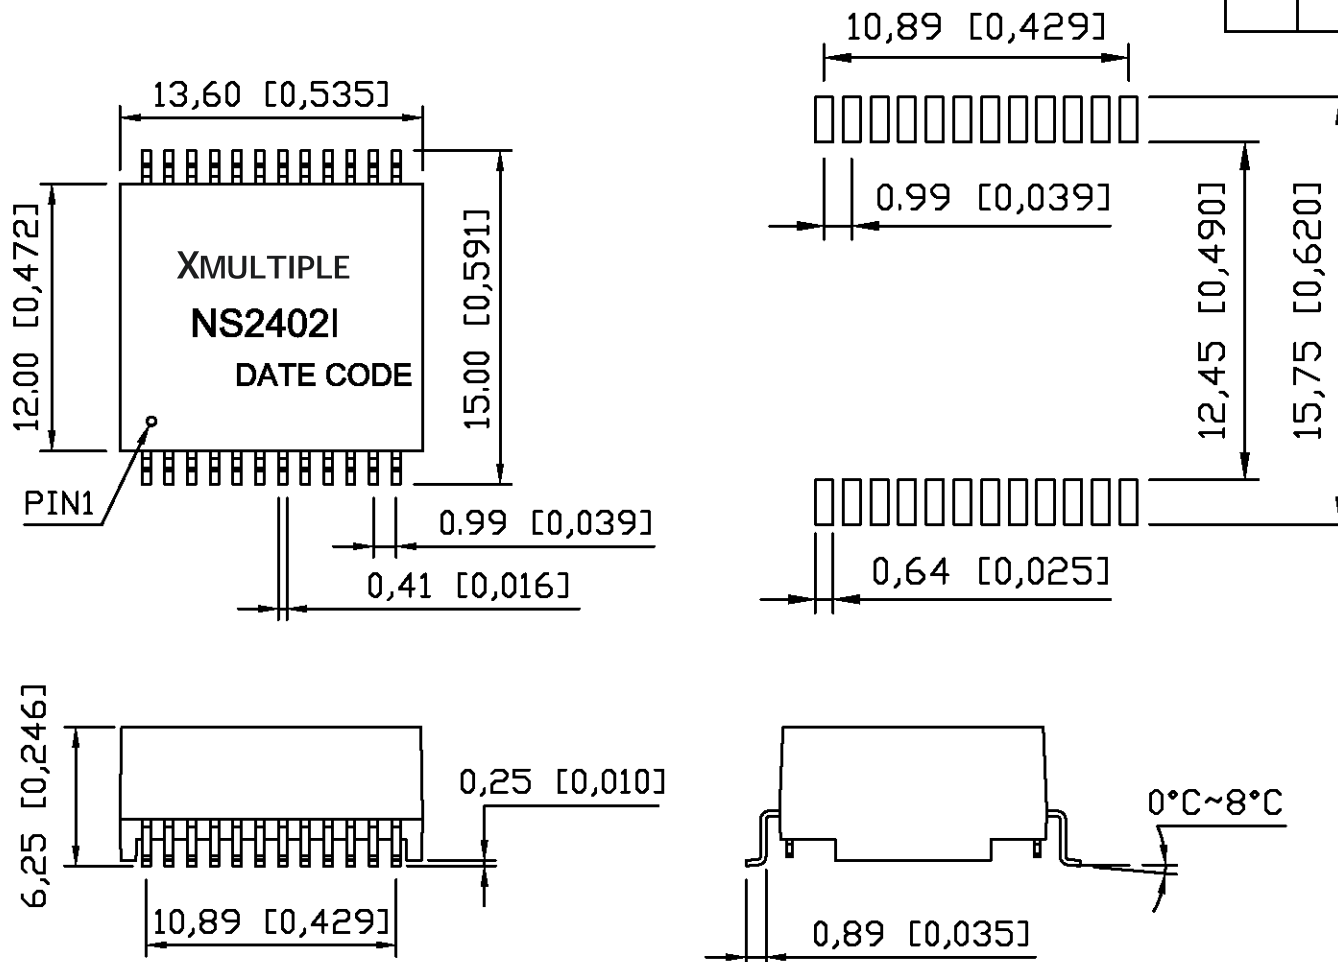 10,89 [0,429]
13,60 [0,535]
0.99 [0,039]
12.00 [0,472]
15.00 [0,591]
12,45 [0,490]
15,75 [0,620]
XMULTIPLE
NS2402I
DATE CODE
PIN1
0.99 [0,039]
0,41 [0,016]
0,64 [0,025]
6,25 [0,246]
0,25 [0,010]
0°C~8°C
10,89 [0,429]
0,89 [0,035]